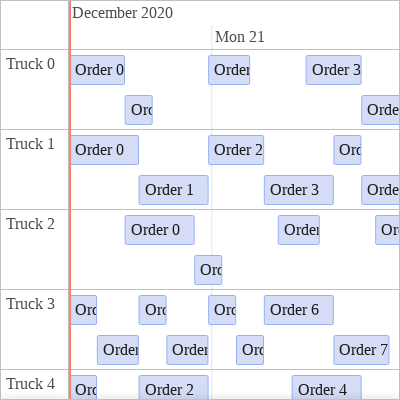 December 2020
Mon 21
Truck 0
Order 0
Order
Order 3
Orc
Orde
Truck 1
Order 0
Order 2
Orc
Order 1
Order 3
Orde
Truck 2
Order 0
Order
Or
Orc
Truck 3
Orc
Orc
Orc
Order 6
Order
Order
Orc
Order 7
Truck 4
Orc
Order 2
Order 4